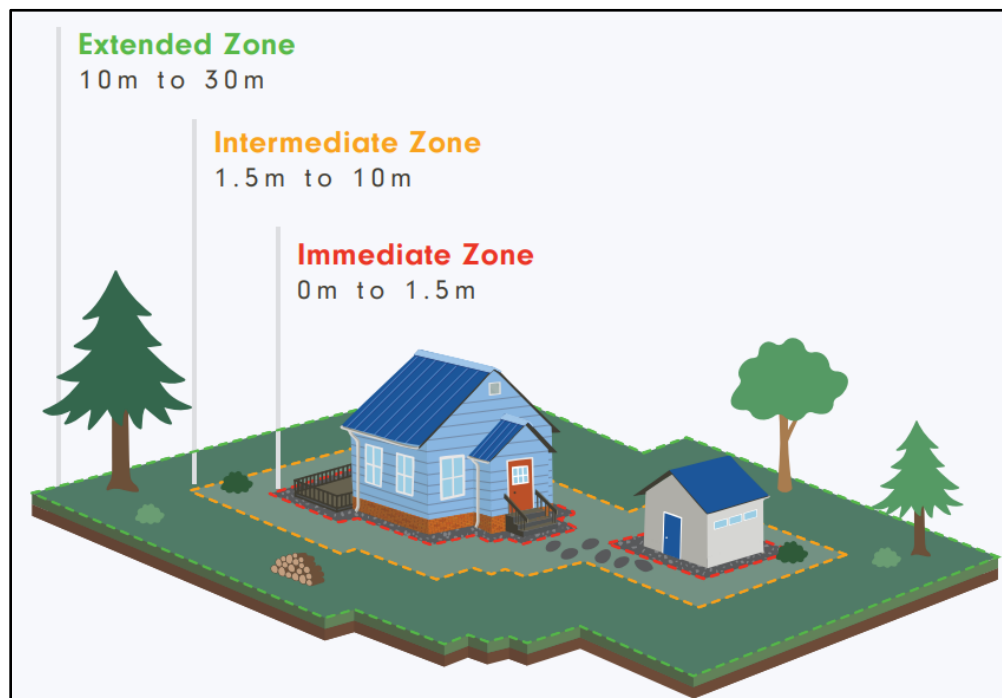 Extended Zone
10m to 30m
Intermediate Zone
1.5m to 10m
Immediate Zone
0m to 1.5m